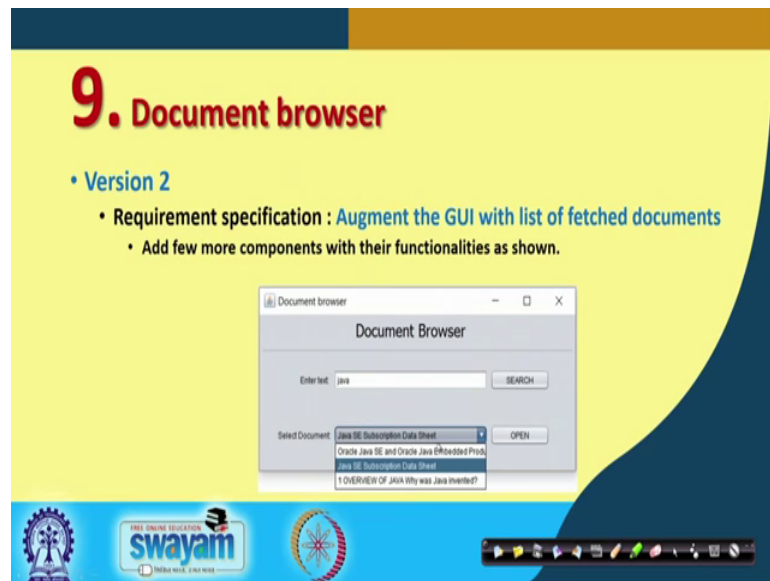 9. Document browser
• Version 2
• Requirement specification : Augment the GUI with list of fetched documents
• Add few more components with their functionalities as shown.
Document browser
Document Browser
Enter text java SEARCH
Select Document Java SE Subscription Data Sheet OPEN
Oracle Java SE and Oracle Java Embedded Produ
Java SE Subscription Data Sheet
1 OVERVIEW OF JAVA Why was Java invented?
FREE ONLINE EDUCATION
swayam